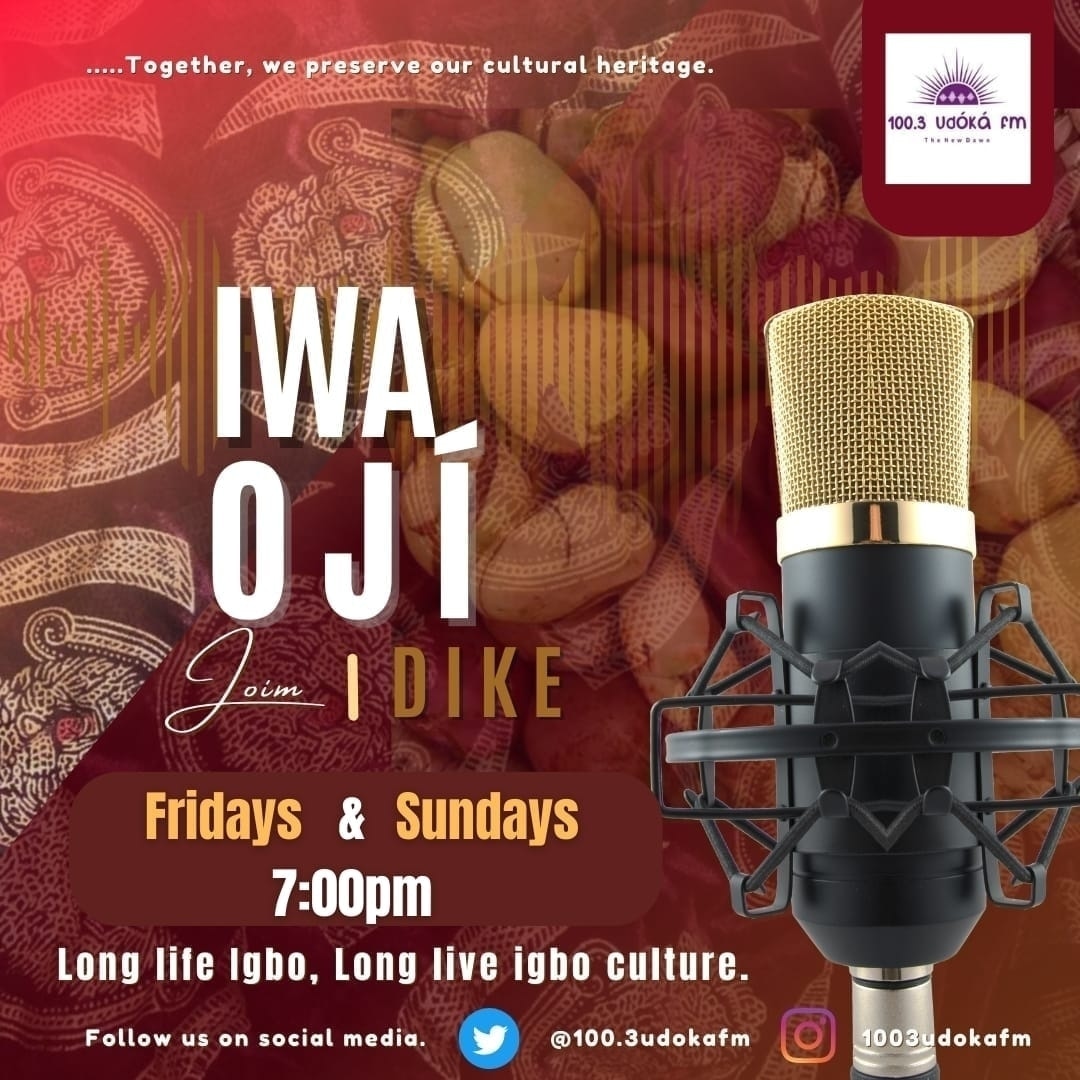 .....Together, we preserve our cultural heritage.
100.3 UDÓKÁ FM
The New Dawn
IWA
OJÍ
Joim | DIKE
Fridays & Sundays
7:00pm
Long life Igbo, Long live igbo culture.
Follow us on social media. @100.3udokafm 1003udokafm